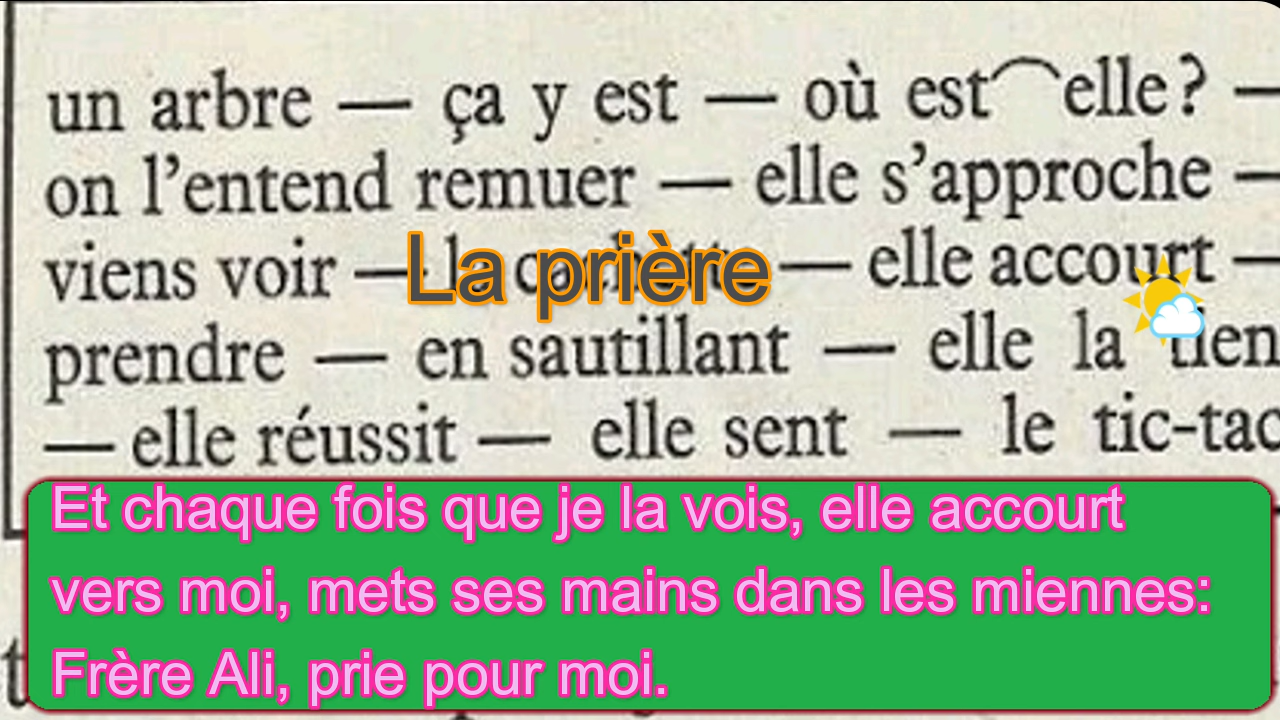 un arbre — ça y est — où est elle? —
on l'entend remuer — elle s'approche —
viens voir — la — elle accourt —
La prière
prendre — en sautillant — elle la tien
— elle réussit — elle sent — le tic-tac
Et chaque fois que je la vois, elle accourt
vers moi, mets ses mains dans les miennes:
Frère Ali, prie pour moi.